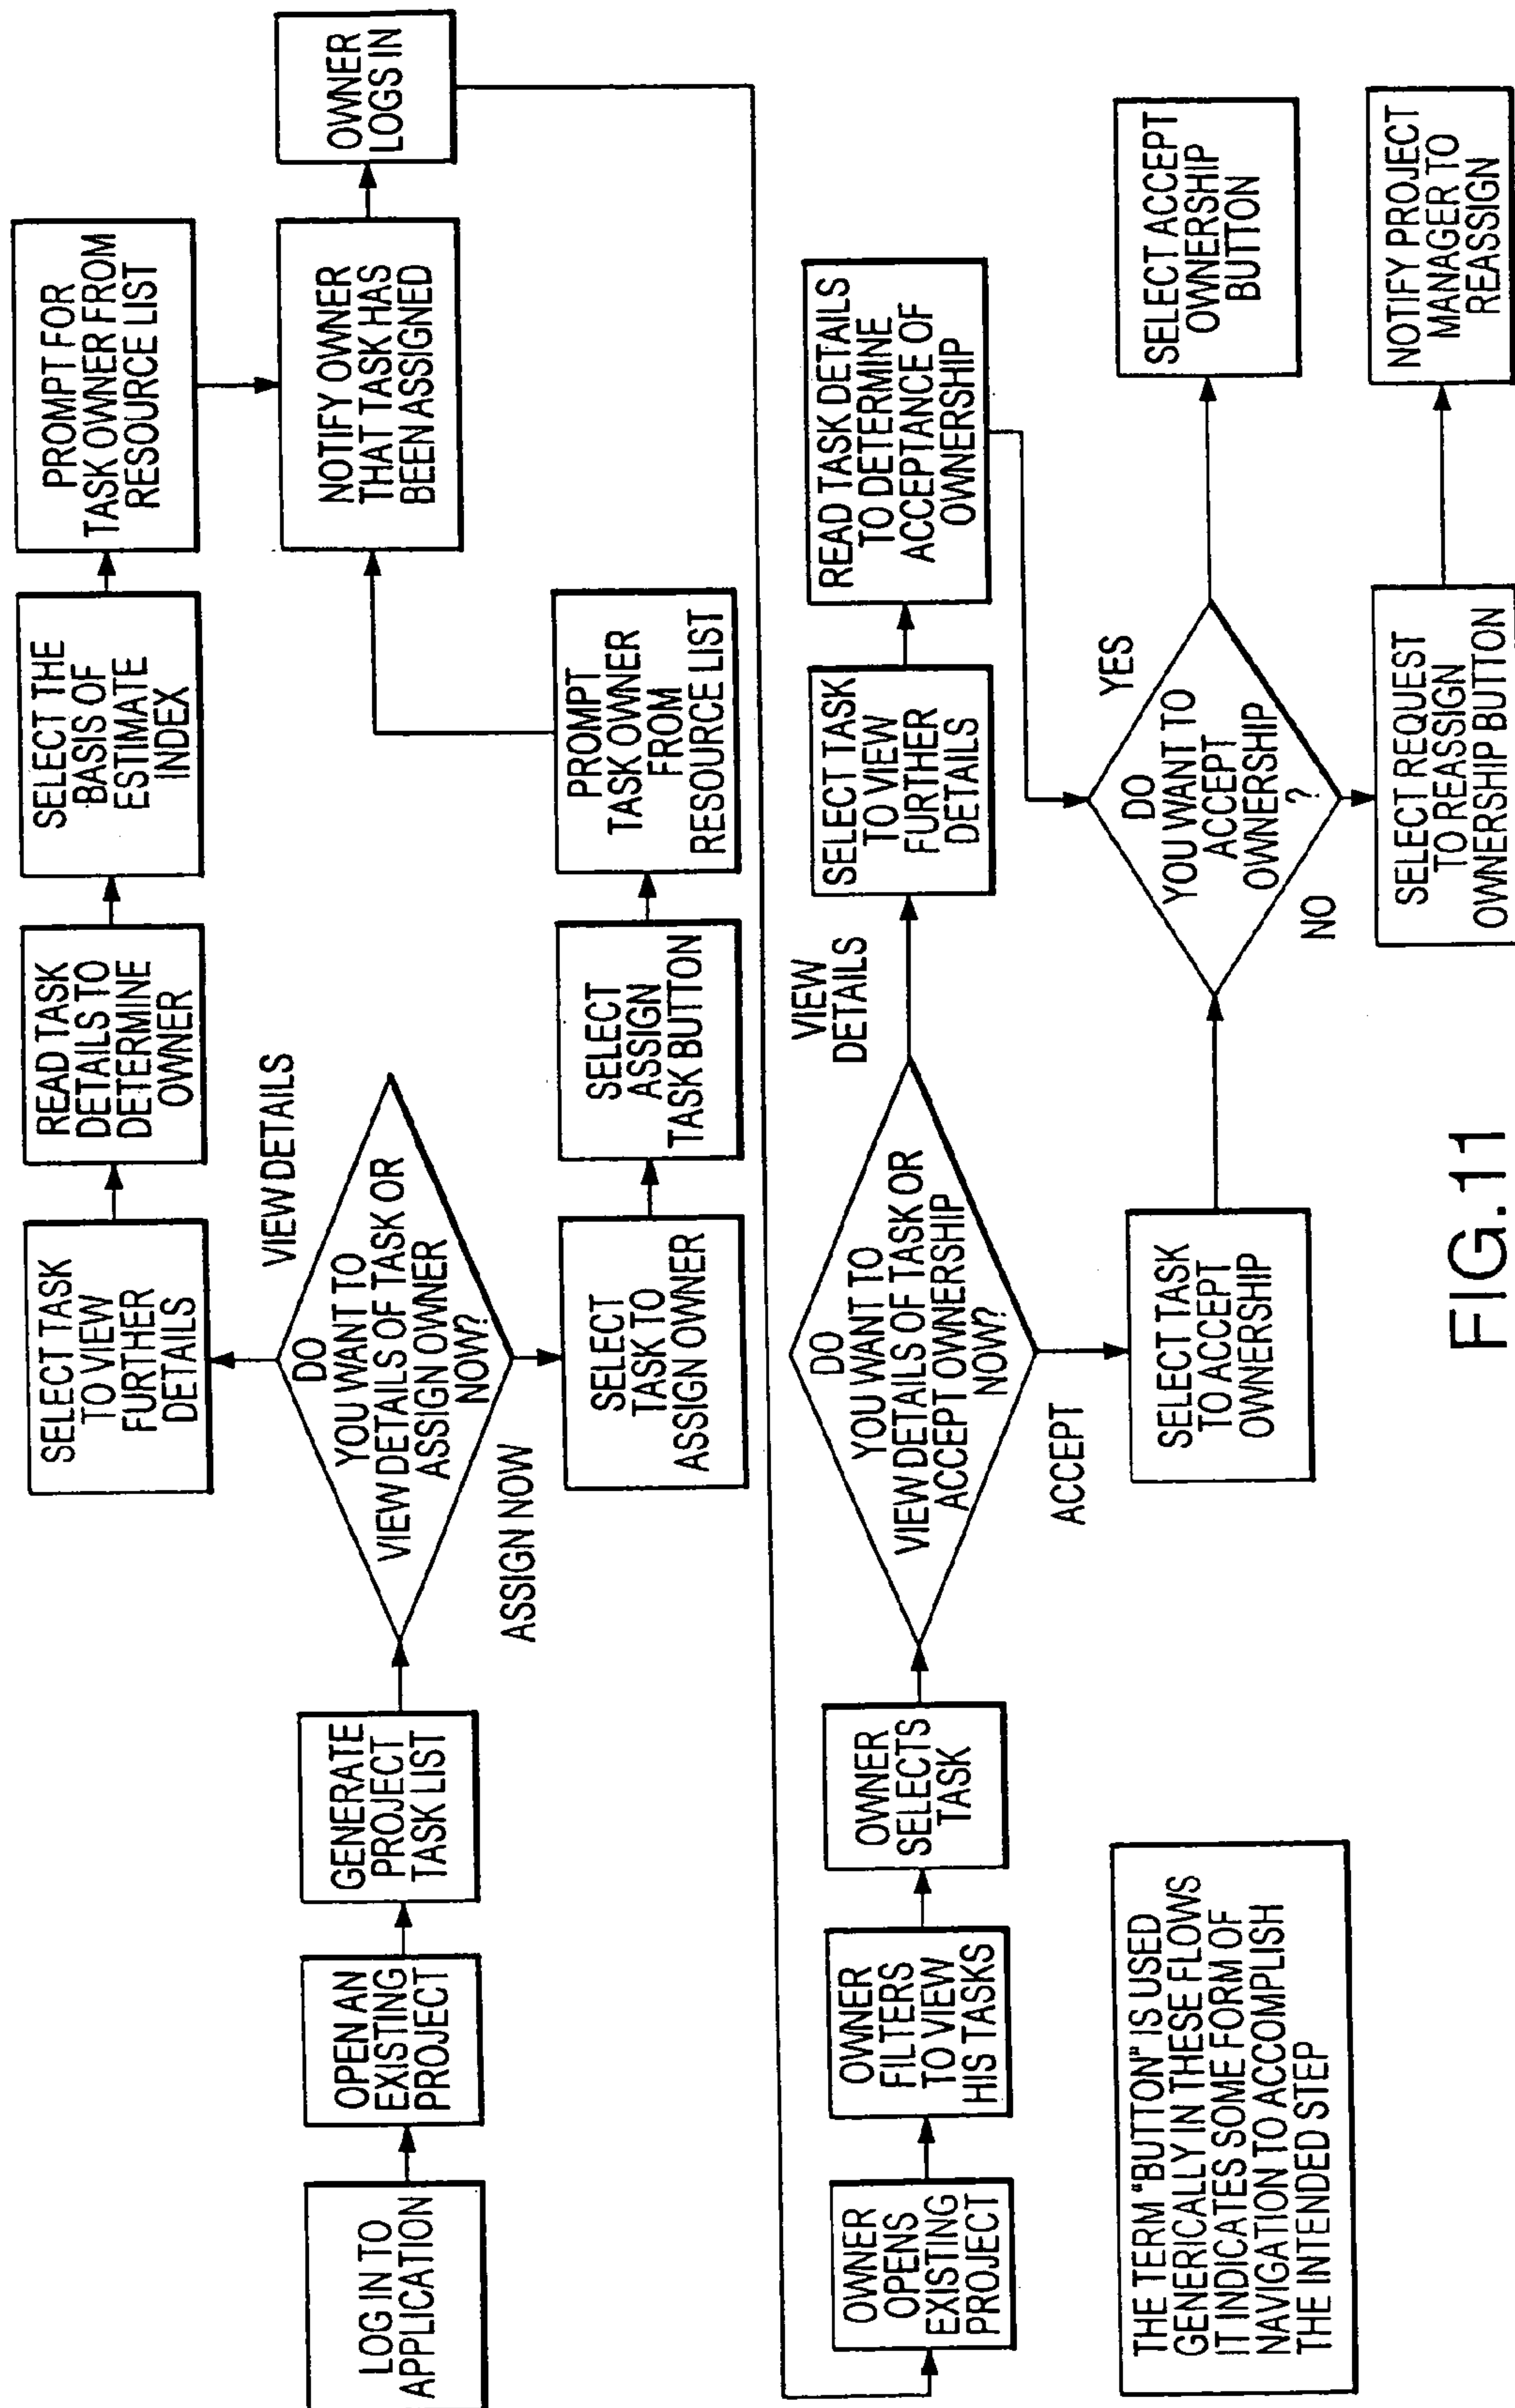 LOG IN TO
APPLICATION
OPEN AN
EXISTING
PROJECT
GENERATE
PROJECT
TASK LIST
DO
YOU WANT TO
VIEW DETAILS OF TASK OR
ASSIGN OWNER
NOW?
VIEW DETAILS
SELECT TASK
TO VIEW
FURTHER
DETAILS
READ TASK
DETAILS TO
DETERMINE
OWNER
SELECT THE
BASIS OF
ESTIMATE
INDEX
PROMPT FOR
TASK OWNER FROM
RESOURCE LIST
ASSIGN NOW
SELECT
TASK TO
ASSIGN OWNER
SELECT
ASSIGN
TASK BUTTON
PROMPT
TASK OWNER
FROM
RESOURCE LIST
NOTIFY OWNER
THAT TASK HAS
BEEN ASSIGNED
OWNER
LOGS IN
OWNER
OPENS
EXISTING
PROJECT
OWNER
FILTERS
TO VIEW
HIS TASKS
OWNER
SELECTS
TASK
DO
YOU WANT TO
VIEW DETAILS OF TASK OR
ACCEPT OWNERSHIP
NOW?
VIEW
DETAILS
SELECT TASK
TO VIEW
FURTHER
DETAILS
READ TASK DETAILS
TO DETERMINE
ACCEPTANCE OF
OWNERSHIP
ACCEPT
SELECT TASK
TO ACCEPT
OWNERSHIP
DO
YOU WANT TO
ACCEPT
OWNERSHIP
?
YES
SELECT ACCEPT
OWNERSHIP
BUTTON
NO
SELECT REQUEST
TO REASSIGN
OWNERSHIP BUTTON
NOTIFY PROJECT
MANAGER TO
REASSIGN
THE TERM "BUTTON" IS USED
GENERICALLY IN THESE FLOWS
IT INDICATES SOME FORM OF
NAVIGATION TO ACCOMPLISH
THE INTENDED STEP
FIG.11